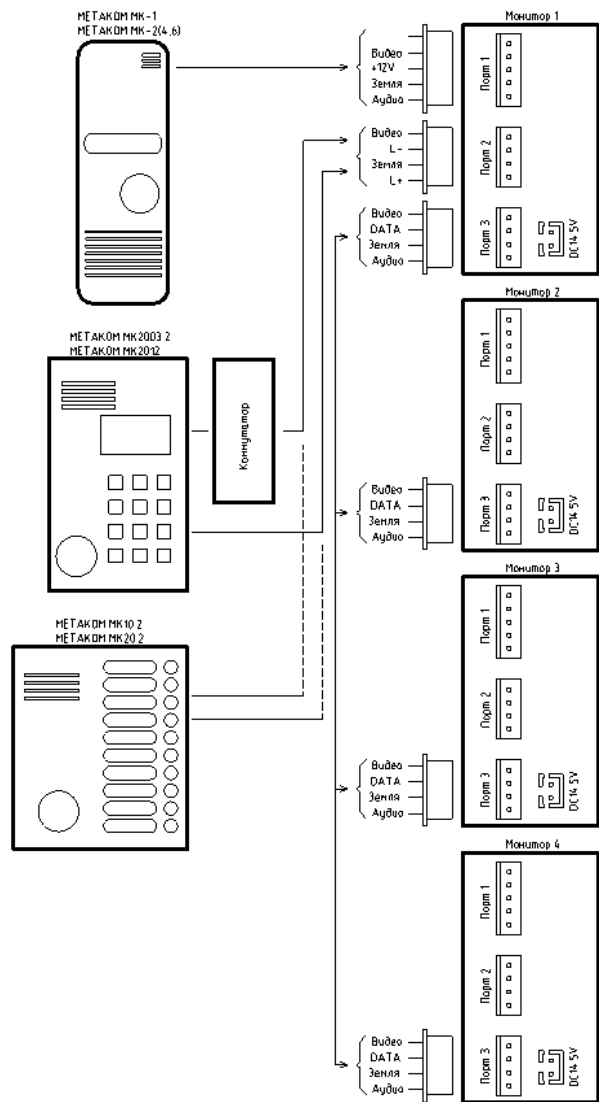 МЕТАКОМ МК-1
МЕТАКОМ МК-2(4,6)
Монитор 1
Видео
+12V
Земля
Аудио
Порт 1
Видео
L-
Земля
L+
Порт 2
Видео
DATA
Земля
Аудио
Порт 3
DC14.5V
МЕТАКОМ МК2003.2
МЕТАКОМ МК2012
Коммутатор
Монитор 2
Порт 1
Порт 2
Видео
DATA
Земля
Аудио
Порт 3
DC14.5V
МЕТАКОМ МК10.2
МЕТАКОМ МК20.2
Монитор 3
Порт 1
Порт 2
Видео
DATA
Земля
Аудио
Порт 3
DC14.5V
Монитор 4
Порт 1
Порт 2
Видео
DATA
Земля
Аудио
Порт 3
DC14.5V